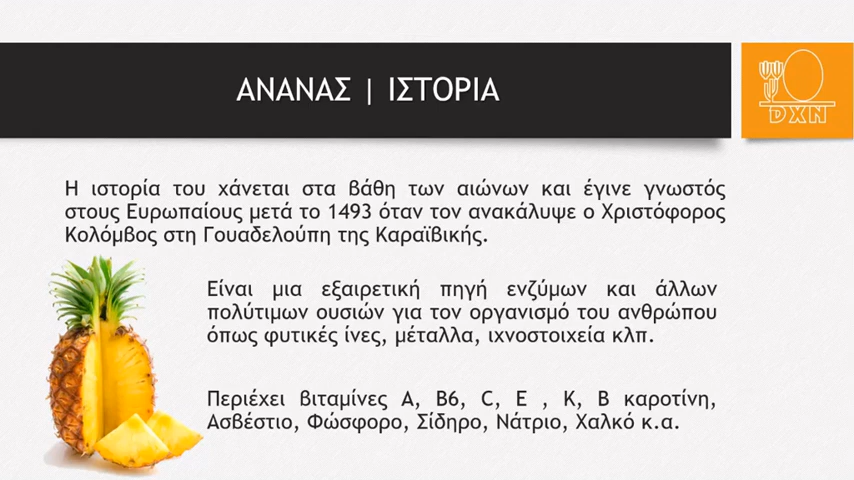 ΑΝΑΝΑΣ | ΙΣΤΟΡΙΑ
DXN
Η ιστορία του χάνεται στα βάθη των αιώνων και έγινε γνωστός
στους Ευρωπαίους μετά το 1493 όταν τον ανακάλυψε ο Χριστόφορος
Κολόμβος στη Γουαδελούπη της Καραϊβικής.
Είναι μια εξαιρετική πηγή ενζύμων και άλλων
πολύτιμων ουσιών για τον οργανισμό του ανθρώπου
όπως φυτικές ίνες, μέταλλα, ιχνοστοιχεία κλπ.
Περιέχει βιταμίνες Α, Β6, C, E , K, Β καροτίνη,
Ασβέστιο, Φώσφορο, Σίδηρο, Νάτριο, Χαλκό κ.α.